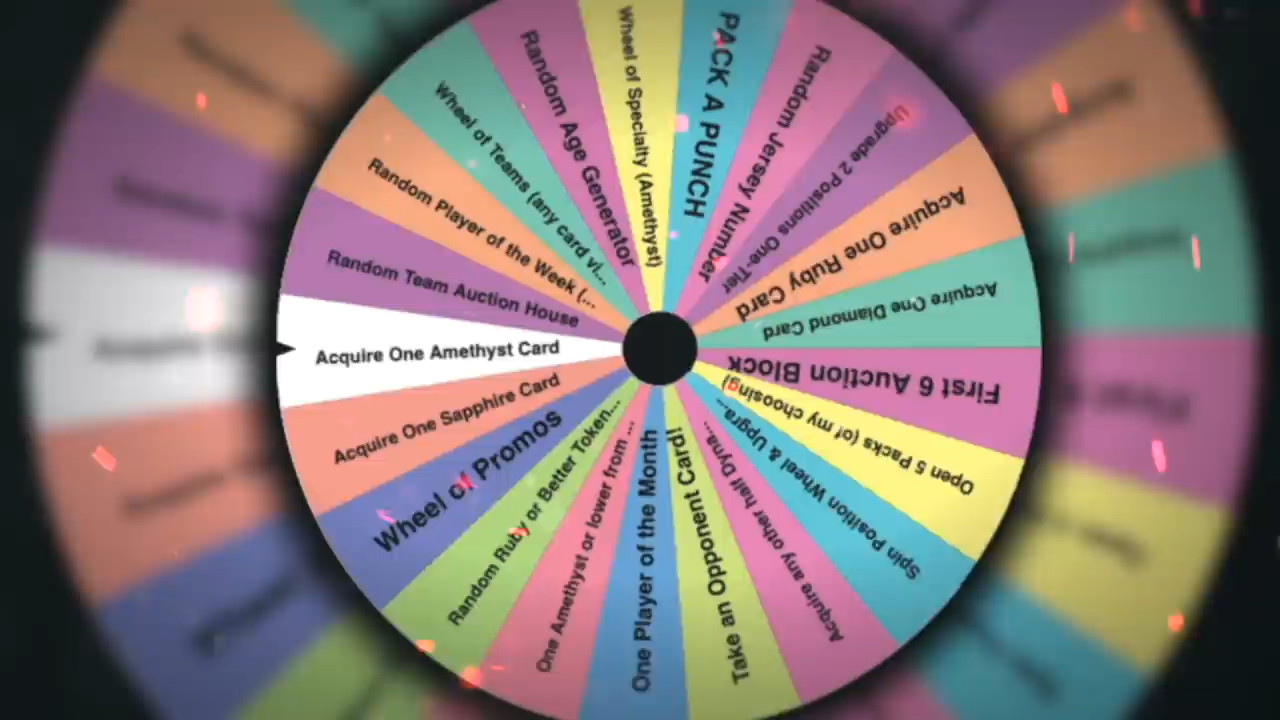 PACK A PUNCH
Random Jersey Number
Upgrade 2 Positions One-Tier
Acquire One Ruby Card
Acquire One Diamond Card
First 6 Auction Block
Open 5 Packs (of my choosing)
Spin Position Wheel & Upgra...
Acquire any other half Dyna...
Take an Opponent Card!
One Player of the Month
One Amethyst or lower from ...
Random Ruby or Better Token...
Wheel of Promos
Acquire One Sapphire Card
Acquire One Amethyst Card
Random Team Auction House
Random Player of the Week (...
Wheel of Teams (any card vi...
Random Age Generator
Wheel of Specialty (Amethyst)